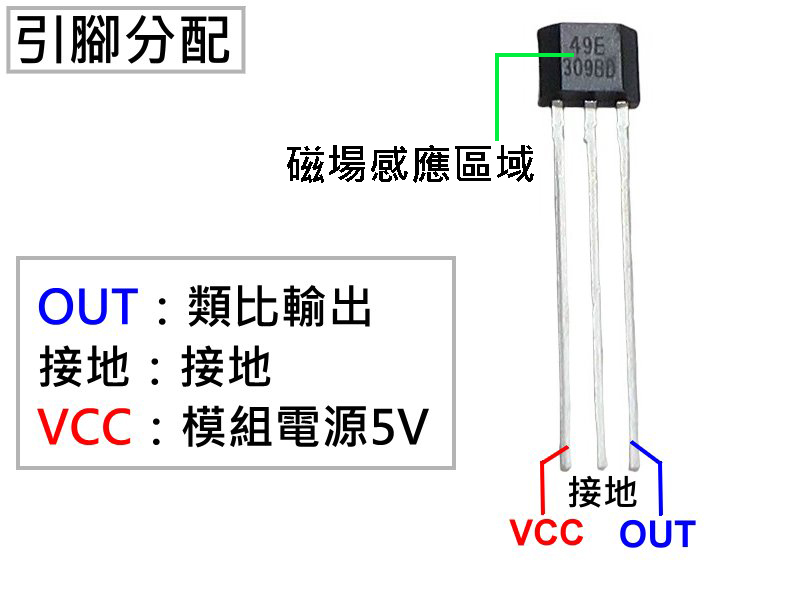 引腳分配
49E
309BD
磁場感應區域
OUT：類比輸出
接地：接地
VCC：模組電源5V
接地
VCC
OUT